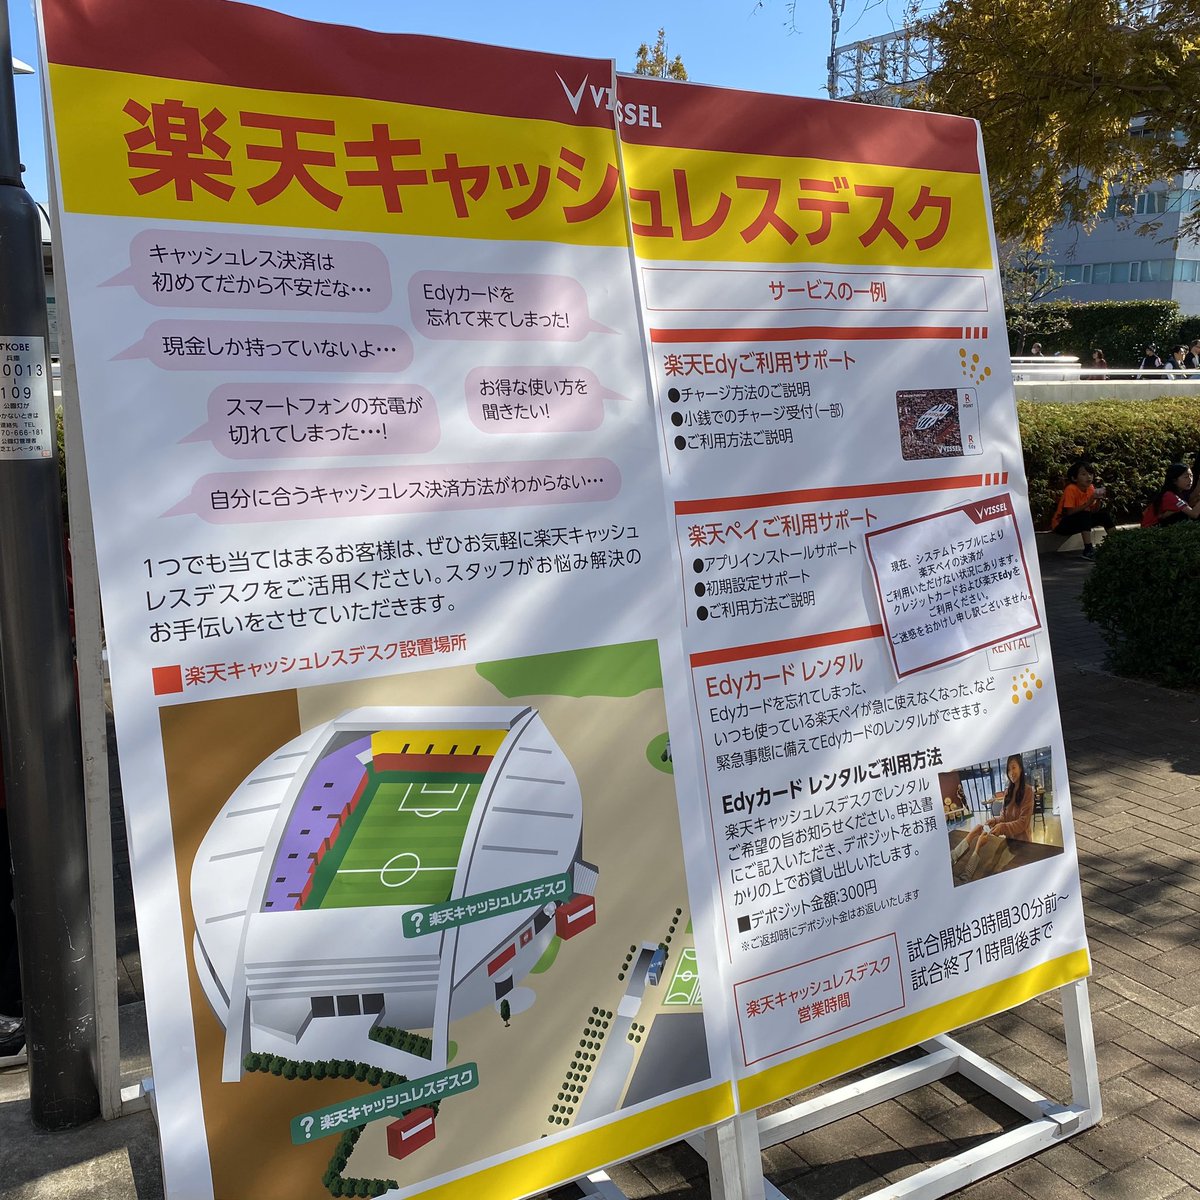 VISSEL
楽天キャッシュレスデスク
キャッシュレス決済は
初めてだから不安だな…
Edyカードを
忘れて来てしまった!
現金しか持っていないよ…
スマートフォンの充電が
切れてしまった…!
お得な使い方を
聞きたい!
自分に合うキャッシュレス決済方法がわからない…
1つでも当てはまるお客様は、ぜひお気軽に楽天キャッシュ
レスデスクをご活用ください。スタッフがお悩み解決の
お手伝いをさせていただきます。
■楽天キャッシュレスデスク設置場所
? 楽天キャッシュレスデスク
? 楽天キャッシュレスデスク
サービスの一例
楽天Edyご利用サポート
●チャージ方法のご説明
●小銭でのチャージ受付(一部)
●ご利用方法ご説明
R
POINT
R
Edy
VISSEL
楽天ペイご利用サポート
●アプリインストールサポート
●初期設定サポート
●ご利用方法ご説明
VISSEL
現在、システムトラブルにより
楽天ペイの決済が
ご利用いただけない状況にあります。
クレジットカードおよび楽天Edyを
ご利用ください。
ご迷惑をおかけし申し訳ございません。
RENTAL
Edyカード レンタル
Edyカードを忘れてしまった、
いつも使っている楽天ペイが急に使えなくなった、など
緊急事態に備えてEdyカードのレンタルができます。
Edyカード レンタルご利用方法
楽天キャッシュレスデスクでレンタル
ご希望の旨お知らせください。申込書
にご記入いただき、デポジットをお預
かりの上でお貸し出しいたします。
■デポジット金額:300円
※ご返却時にデポジット金はお返しいたします
楽天キャッシュレスデスク
営業時間
試合開始3時間30分前~
試合終了1時間後まで
KOBE
兵庫
0013
109
公園灯が
連絡先 TEL
70-666-181
公園灯管理者